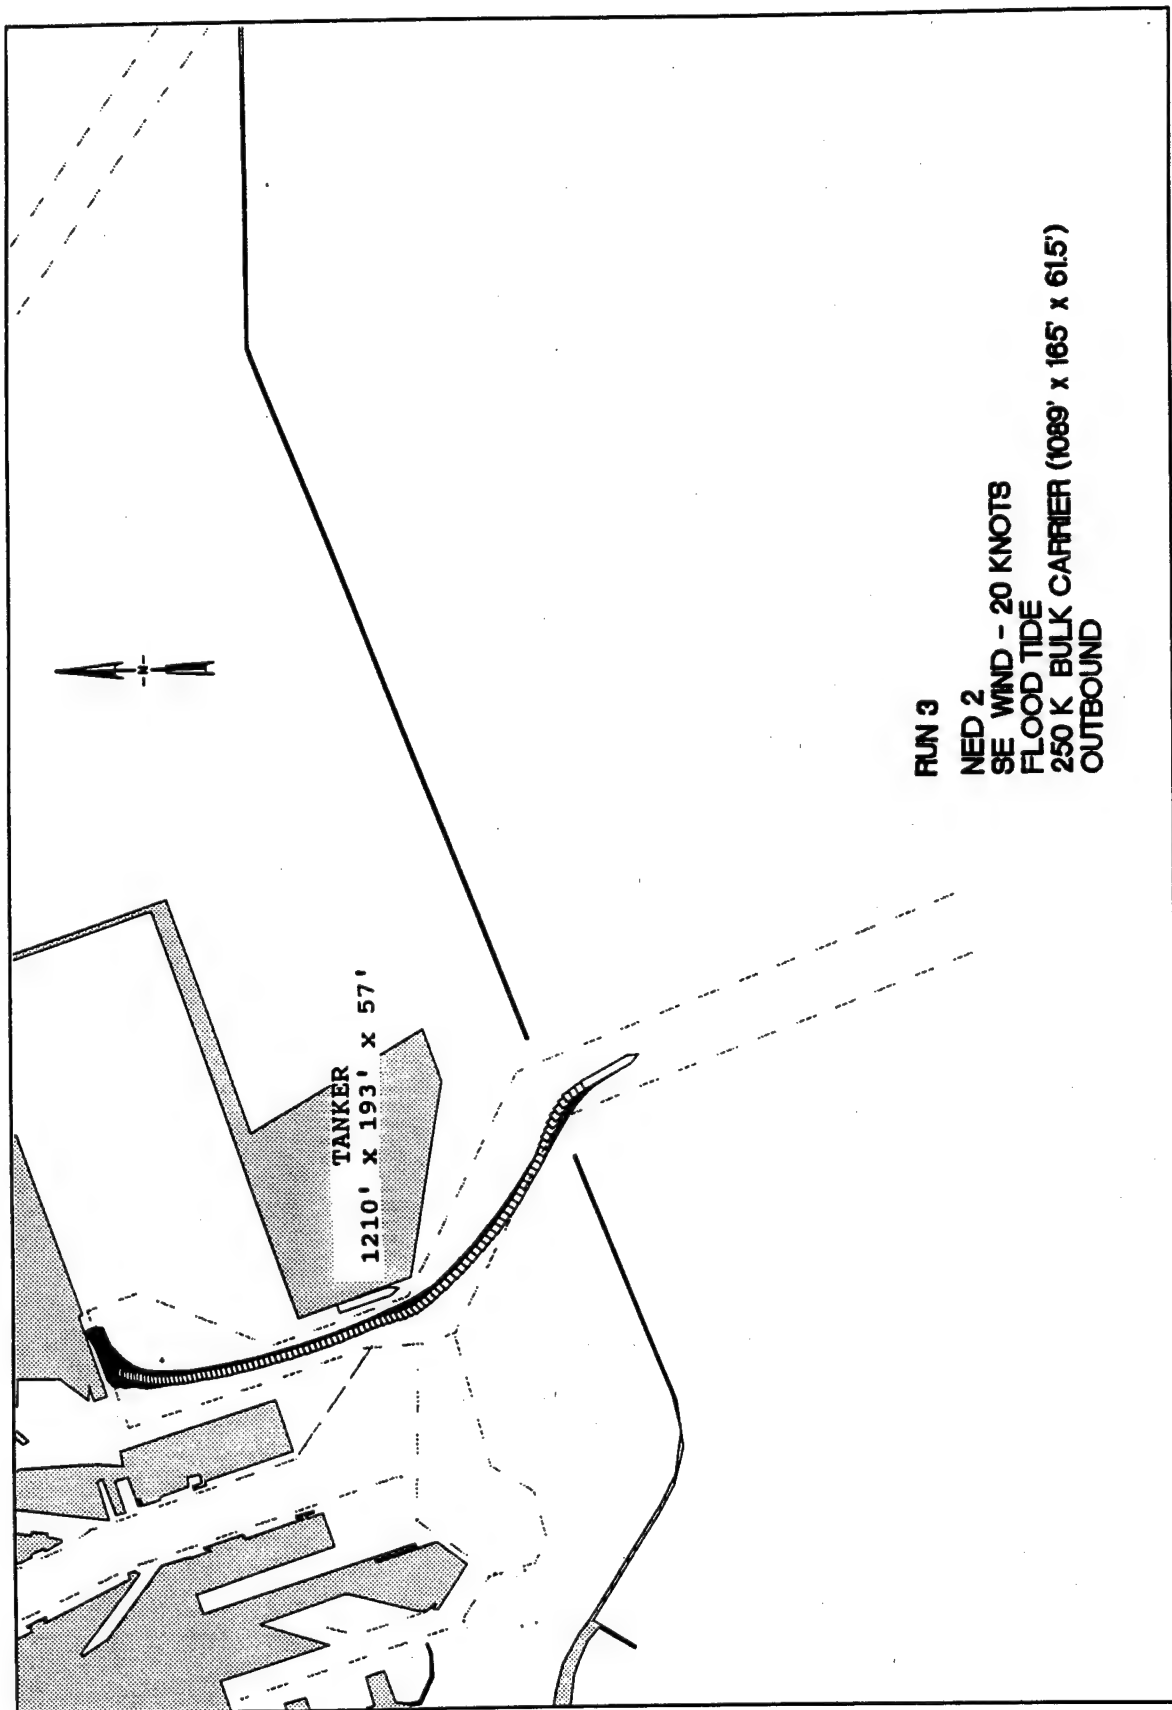 N
TANKER
1210' x 193' x 57'
RUN 3
NED 2
SE WIND - 20 KNOTS
FLOOD TIDE
250 K BULK CARRIER (1089' x 165' x 61.5')
OUTBOUND